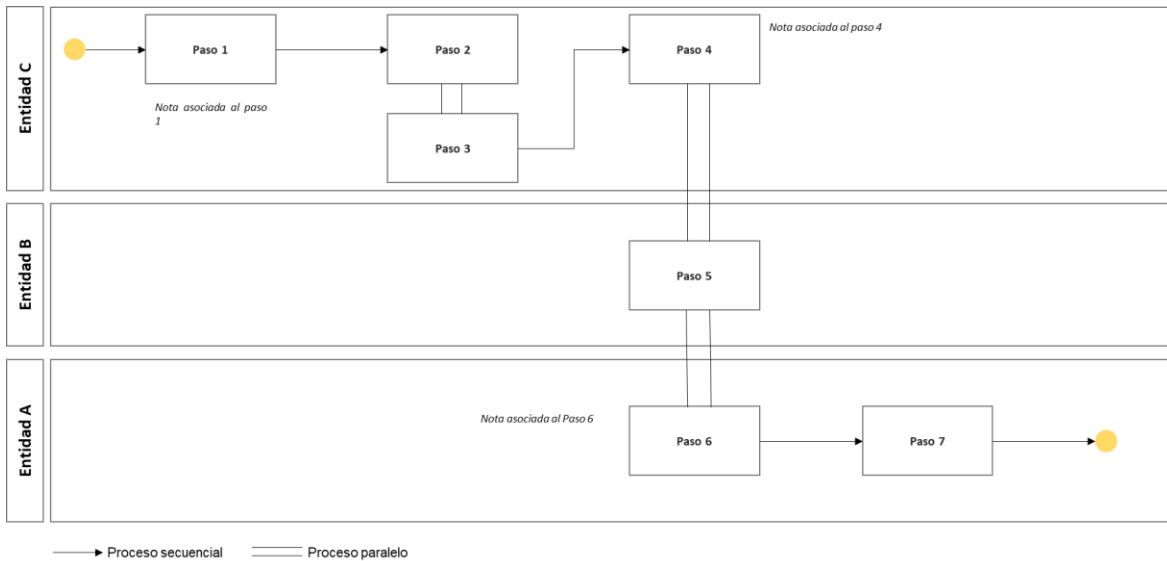 Entidad C
Paso 1
Paso 2
Paso 4
Nota asociada al paso 4
Nota asociada al paso
1
Paso 3
Entidad B
Paso 5
Entidad A
Nota asociada al Paso 6
Paso 6
Paso 7
Proceso secuencial
Proceso paralelo